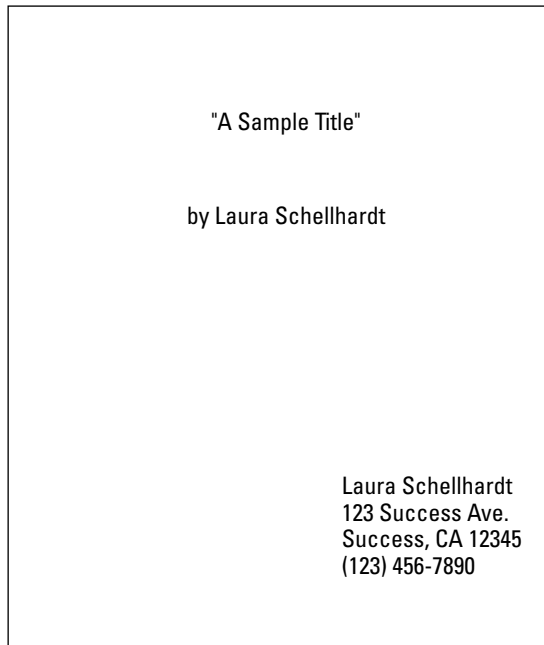 "A Sample Title"
by Laura Schellhardt
Laura Schellhardt
123 Success Ave.
Success, CA 12345
(123) 456-7890